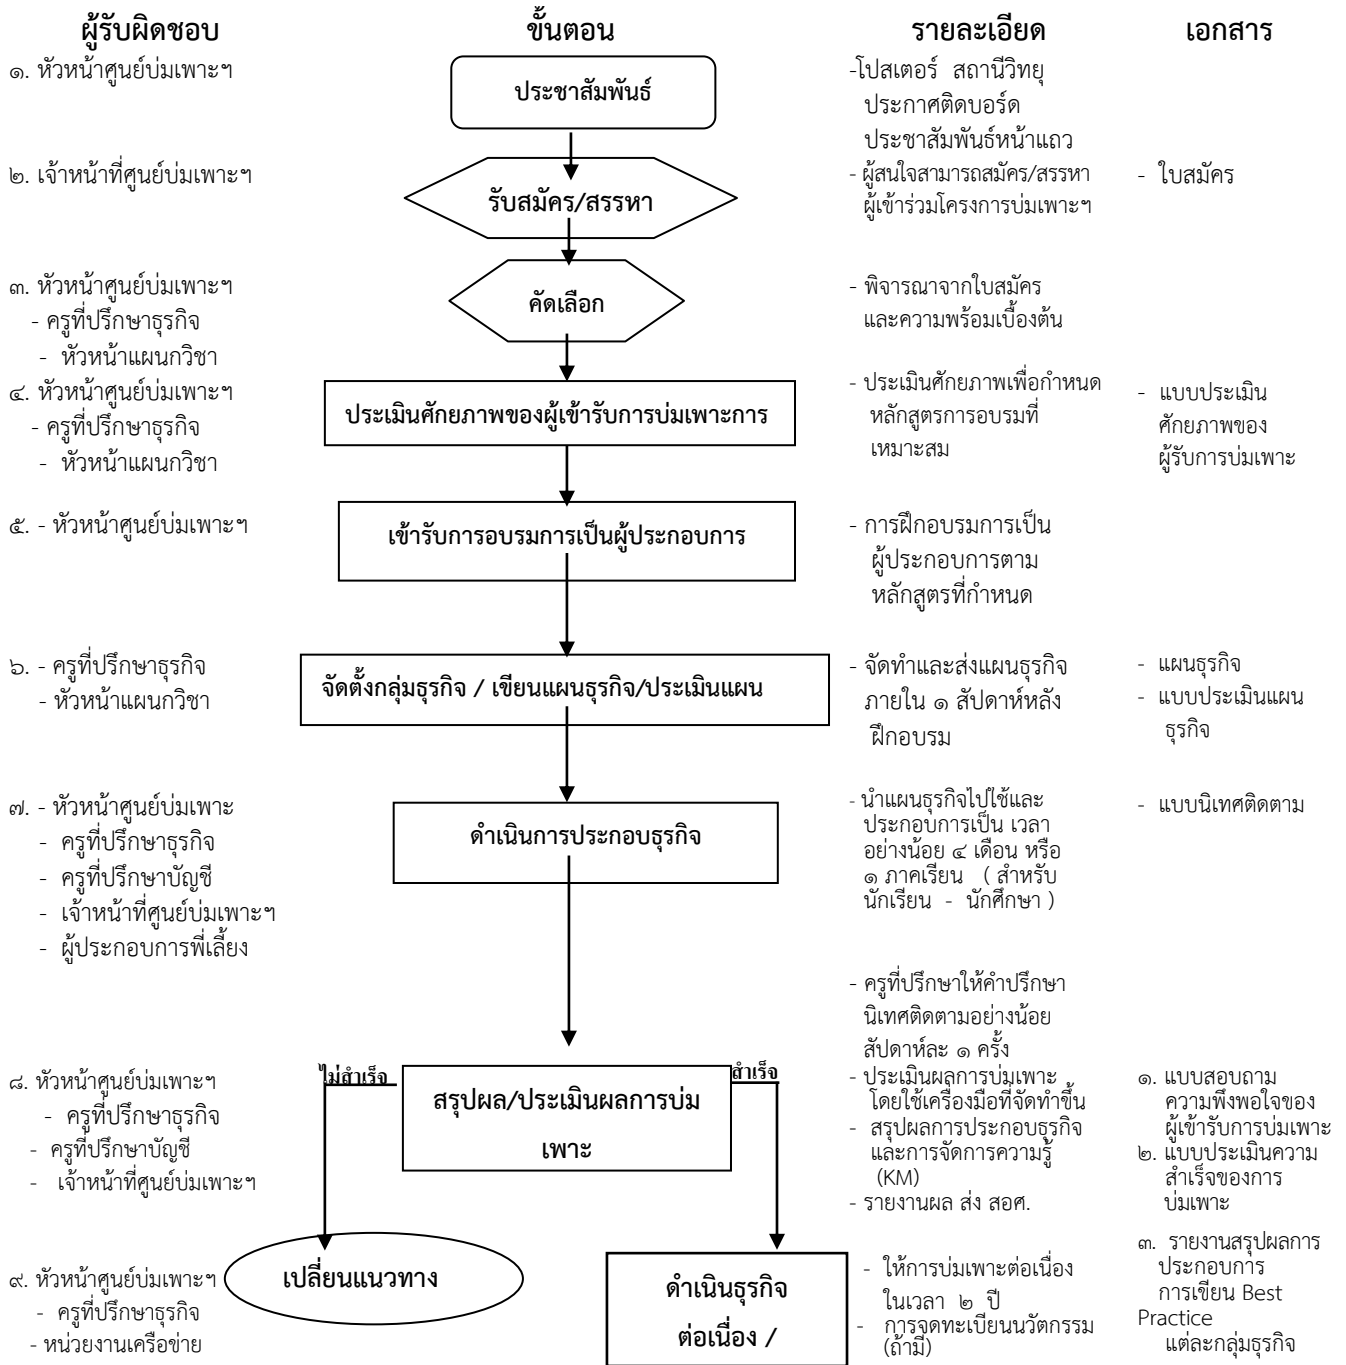 ผู้รับผิดชอบ ขั้นตอน รายละเอียด เอกสาร
๑. หัวหน้าศูนย์บ่มเพาะฯ
ประชาสัมพันธ์
-โปสเตอร์ สถานีวิทยุ
ประกาศติดบอร์ด
ประชาสัมพันธ์หน้าแถว
๒. เจ้าหน้าที่ศูนย์บ่มเพาะฯ
รับสมัคร/สรรหา
- ผู้สนใจสามารถสมัคร/สรรหา
ผู้เข้าร่วมโครงการบ่มเพาะฯ
- ใบสมัคร
๓. หัวหน้าศูนย์บ่มเพาะฯ
- ครูที่ปรึกษาธุรกิจ
- หัวหน้าแผนกวิชา
คัดเลือก
- พิจารณาจากใบสมัคร
และความพร้อมเบื้องต้น
๔. หัวหน้าศูนย์บ่มเพาะฯ
- ครูที่ปรึกษาธุรกิจ
- หัวหน้าแผนกวิชา
ประเมินศักยภาพของผู้เข้ารับการบ่มเพาะการ
- ประเมินศักยภาพเพื่อกำหนด
หลักสูตรการอบรมที่
เหมาะสม
- แบบประเมิน
ศักยภาพของ
ผู้รับการบ่มเพาะ
๕. - หัวหน้าศูนย์บ่มเพาะฯ
เข้ารับการอบรมการเป็นผู้ประกอบการ
- การฝึกอบรมการเป็น
ผู้ประกอบการตาม
หลักสูตรที่กำหนด
๖. - ครูที่ปรึกษาธุรกิจ
- หัวหน้าแผนกวิชา
จัดตั้งกลุ่มธุรกิจ / เขียนแผนธุรกิจ/ประเมินแผน
- จัดทำและส่งแผนธุรกิจ
ภายใน ๑ สัปดาห์หลัง
ฝึกอบรม
- แผนธุรกิจ
- แบบประเมินแผน
ธุรกิจ
๗. - หัวหน้าศูนย์บ่มเพาะ
- ครูที่ปรึกษาธุรกิจ
- ครูที่ปรึกษาบัญชี
- เจ้าหน้าที่ศูนย์บ่มเพาะฯ
- ผู้ประกอบการพี่เลี้ยง
ดำเนินการประกอบธุรกิจ
- นำแผนธุรกิจไปใช้และ
ประกอบการเป็น เวลา
อย่างน้อย ๔ เดือน หรือ
๑ ภาคเรียน ( สำหรับ
นักเรียน - นักศึกษา )
- แบบนิเทศติดตาม
- ครูที่ปรึกษาให้คำปรึกษา
นิเทศติดตามอย่างน้อย
สัปดาห์ละ ๑ ครั้ง
๘. หัวหน้าศูนย์บ่มเพาะฯ
- ครูที่ปรึกษาธุรกิจ
- ครูที่ปรึกษาบัญชี
- เจ้าหน้าที่ศูนย์บ่มเพาะฯ
ไม่สำเร็จ
สำเร็จ
สรุปผล/ประเมินผลการบ่ม
เพาะ
- ประเมินผลการบ่มเพาะ
โดยใช้เครื่องมือที่จัดทำขึ้น
- สรุปผลการประกอบธุรกิจ
และการจัดการความรู้
(KM)
- รายงานผล ส่ง สอศ.
๑. แบบสอบถาม
ความพึงพอใจของ
ผู้เข้ารับการบ่มเพาะ
๒. แบบประเมินความ
สำเร็จของการ
บ่มเพาะ
๙. หัวหน้าศูนย์บ่มเพาะฯ
- ครูที่ปรึกษาธุรกิจ
- หน่วยงานเครือข่าย
เปลี่ยนแนวทาง
ดำเนินธุรกิจ
ต่อเนื่อง /
- ให้การบ่มเพาะต่อเนื่อง
ในเวลา ๒ ปี
- การจดทะเบียนนวัตกรรม
(ถ้ามี)
๓. รายงานสรุปผลการ
ประกอบการ
การเขียน Best
Practice
แต่ละกลุ่มธุรกิจ